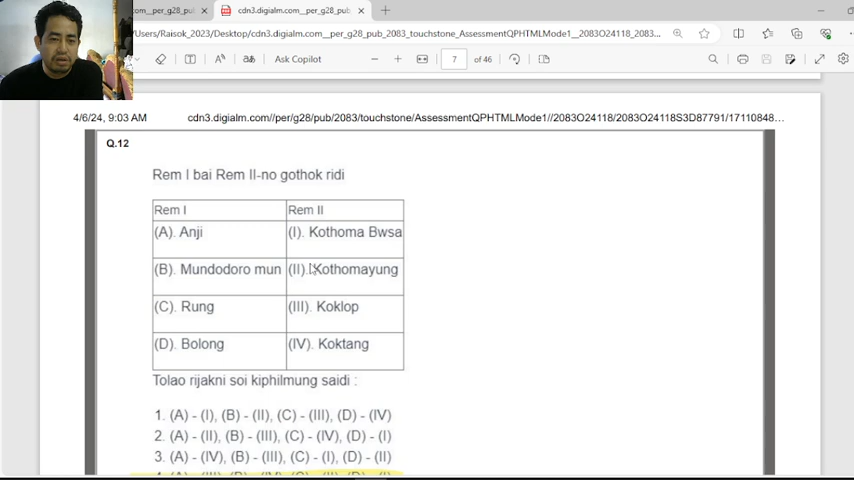 com__per_g28_pub...
cdn3.digialm.com__per_g28_pub...
/Users/Raisok_2023/Desktop/cdn3.digialm.com__per_g28_pub_2083_touchstone_AssessmentQPHTMLMode1__2083O24118_2083...
Ask Copilot
7 of 46
4/6/24, 9:03 AM cdn3.digialm.com//per/g28/pub/2083/touchstone/AssessmentQPHTMLMode1//2083O24118/2083O24118S3D87791/17110848...
Q.12
Rem I bai Rem II-no gothok ridi
Rem I Rem II
(A). Anji (I). Kothoma Bwsa
(B). Mundodoro mun (II). Kothomayung
(C). Rung (III). Koklop
(D). Bolong (IV). Koktang
Tolao rijakni soi kiphilmung saidi :
1. (A) - (I), (B) - (II), (C) - (III), (D) - (IV)
2. (A) - (II), (B) - (III), (C) - (IV), (D) - (I)
3. (A) - (IV), (B) - (III), (C) - (I), (D) - (II)